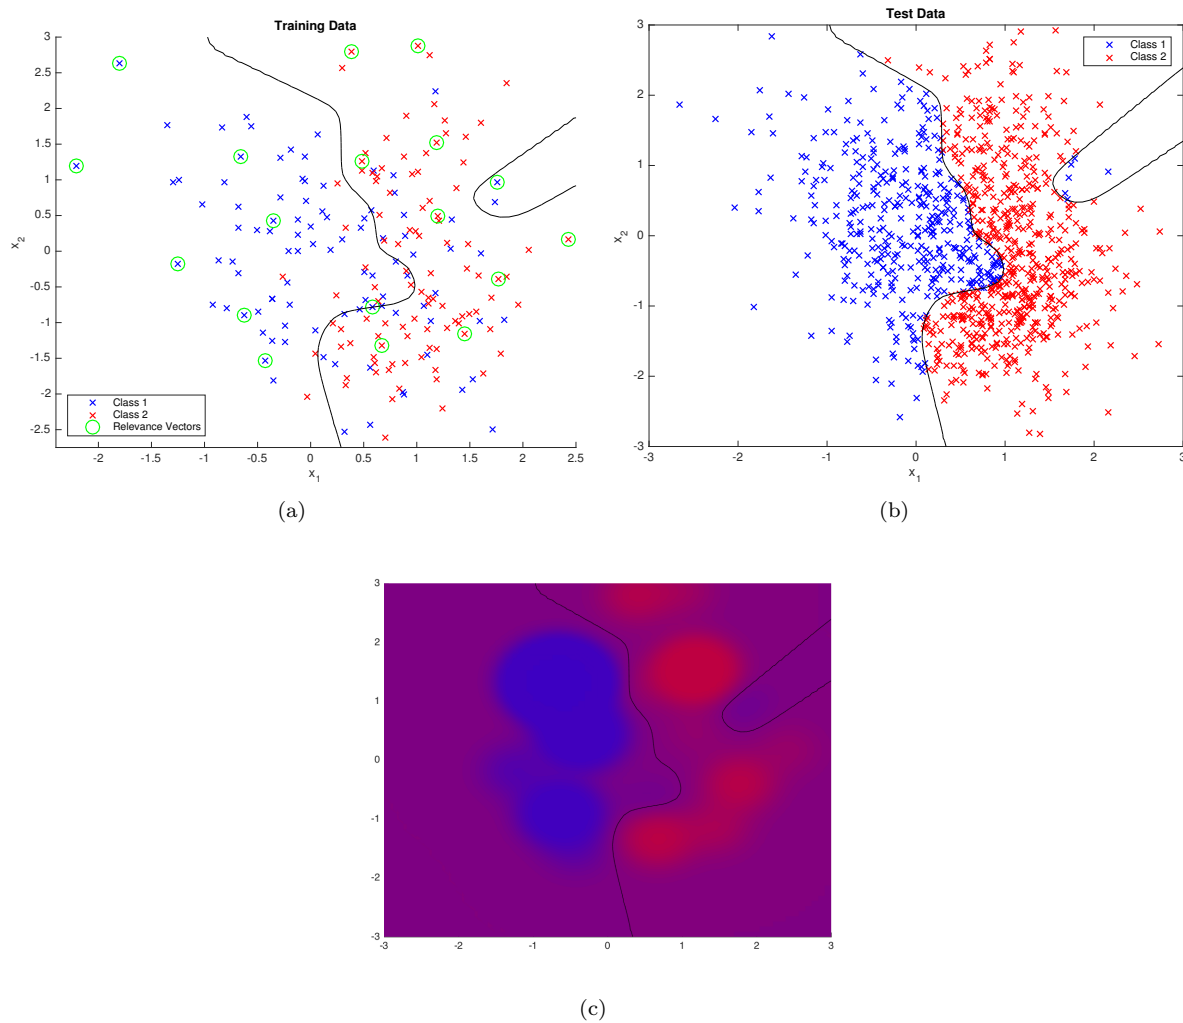 Training Data
3
2.5
2
1.5
1
0.5
0
-0.5
-1
-1.5
-2
-2.5
x2
-2 -1.5 -1 -0.5 0 0.5 1 1.5 2 2.5
x1
Class 1
Class 2
Relevance Vectors
(a)
Test Data
3
2
1
0
-1
-2
-3
x2
-3 -2 -1 0 1 2 3
x1
Class 1
Class 2
(b)
3
2
1
0
-1
-2
-3
-3 -2 -1 0 1 2 3
(c)